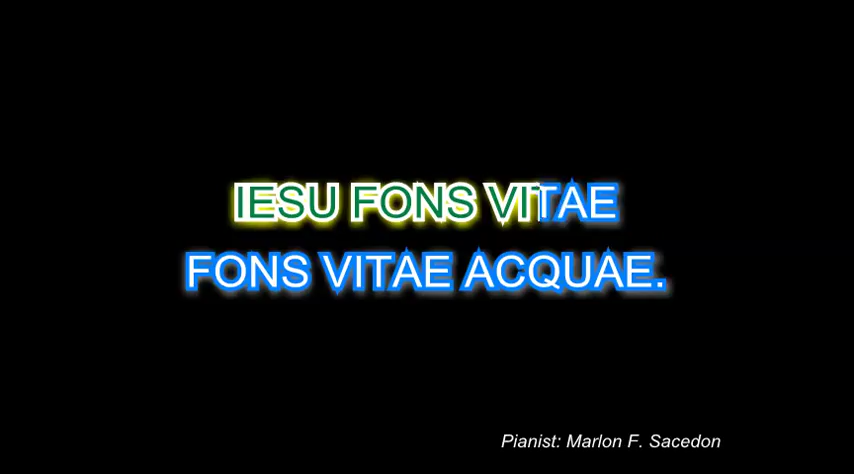 IESU FONS VITAE
FONS VITAE ACQUAE.
Pianist: Marlon F. Sacedon